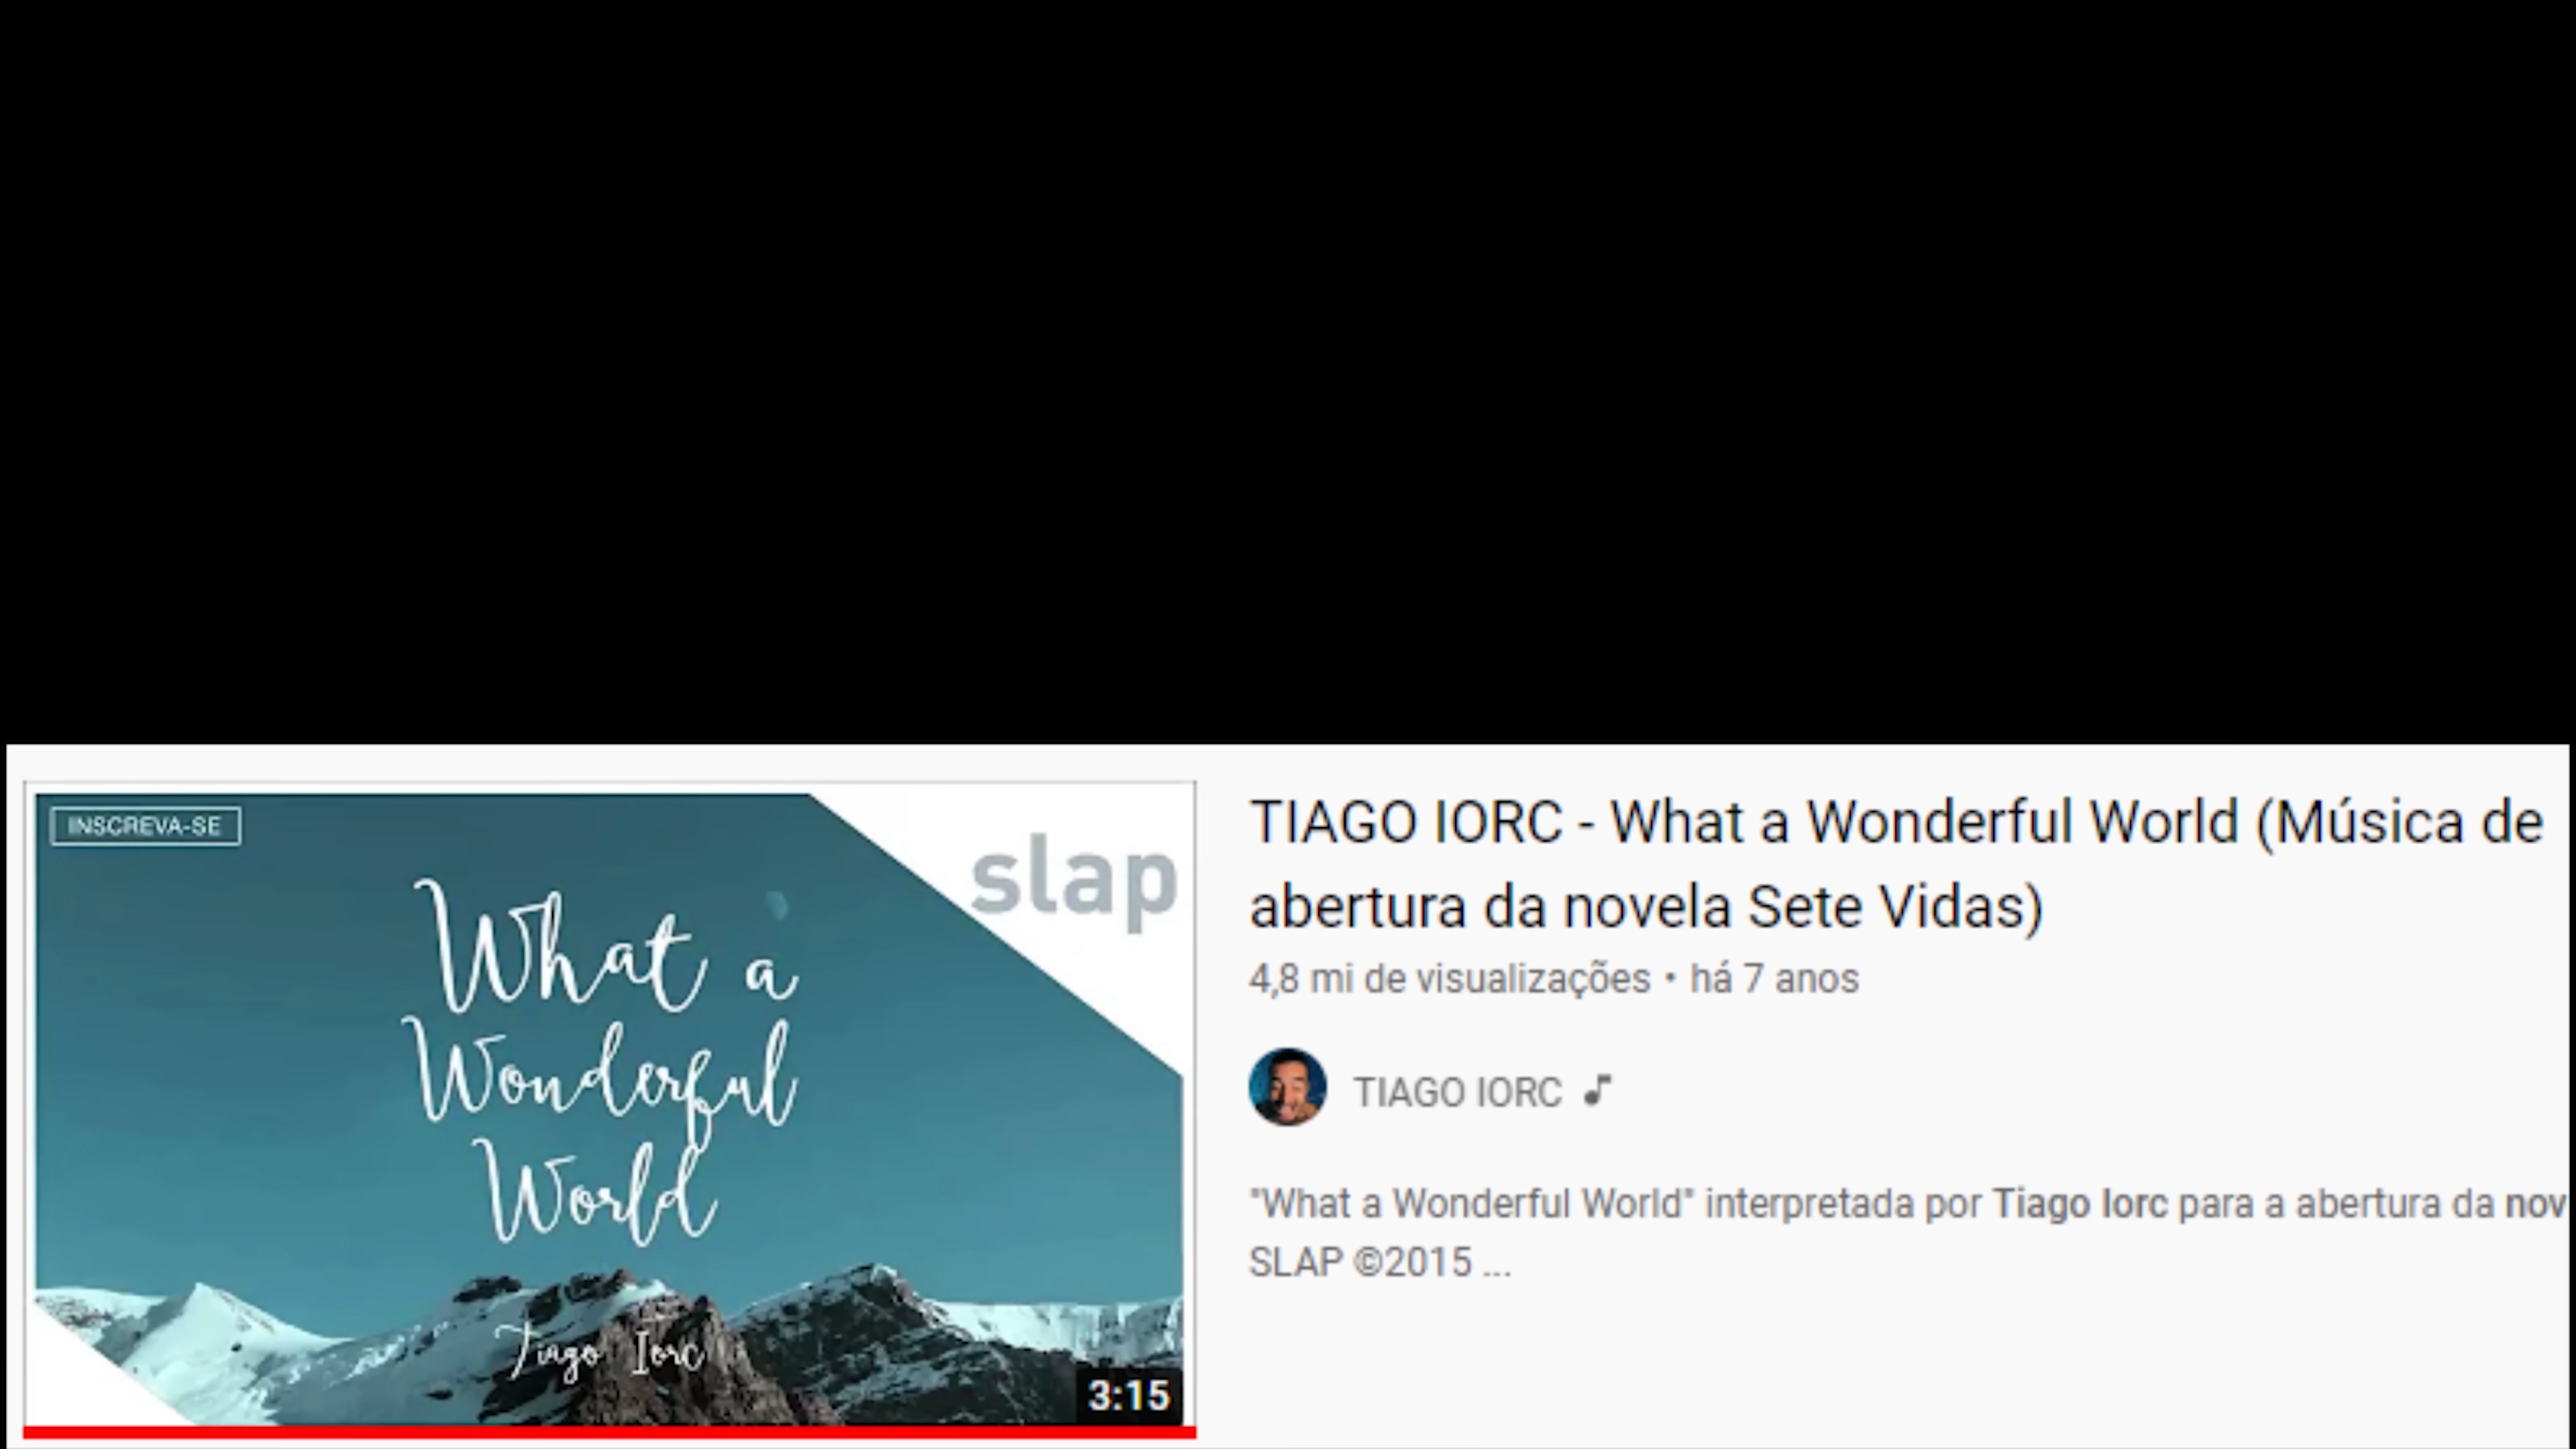 INSCREVA-SE
slap
What a
Wonderful
World
Tiago Iorc
3:15
TIAGO IORC - What a Wonderful World (Música de
abertura da novela Sete Vidas)
4,8 mi de visualizações • há 7 anos
TIAGO IORC
"What a Wonderful World" interpretada por Tiago Iorc para a abertura da nov
SLAP ©2015 ...